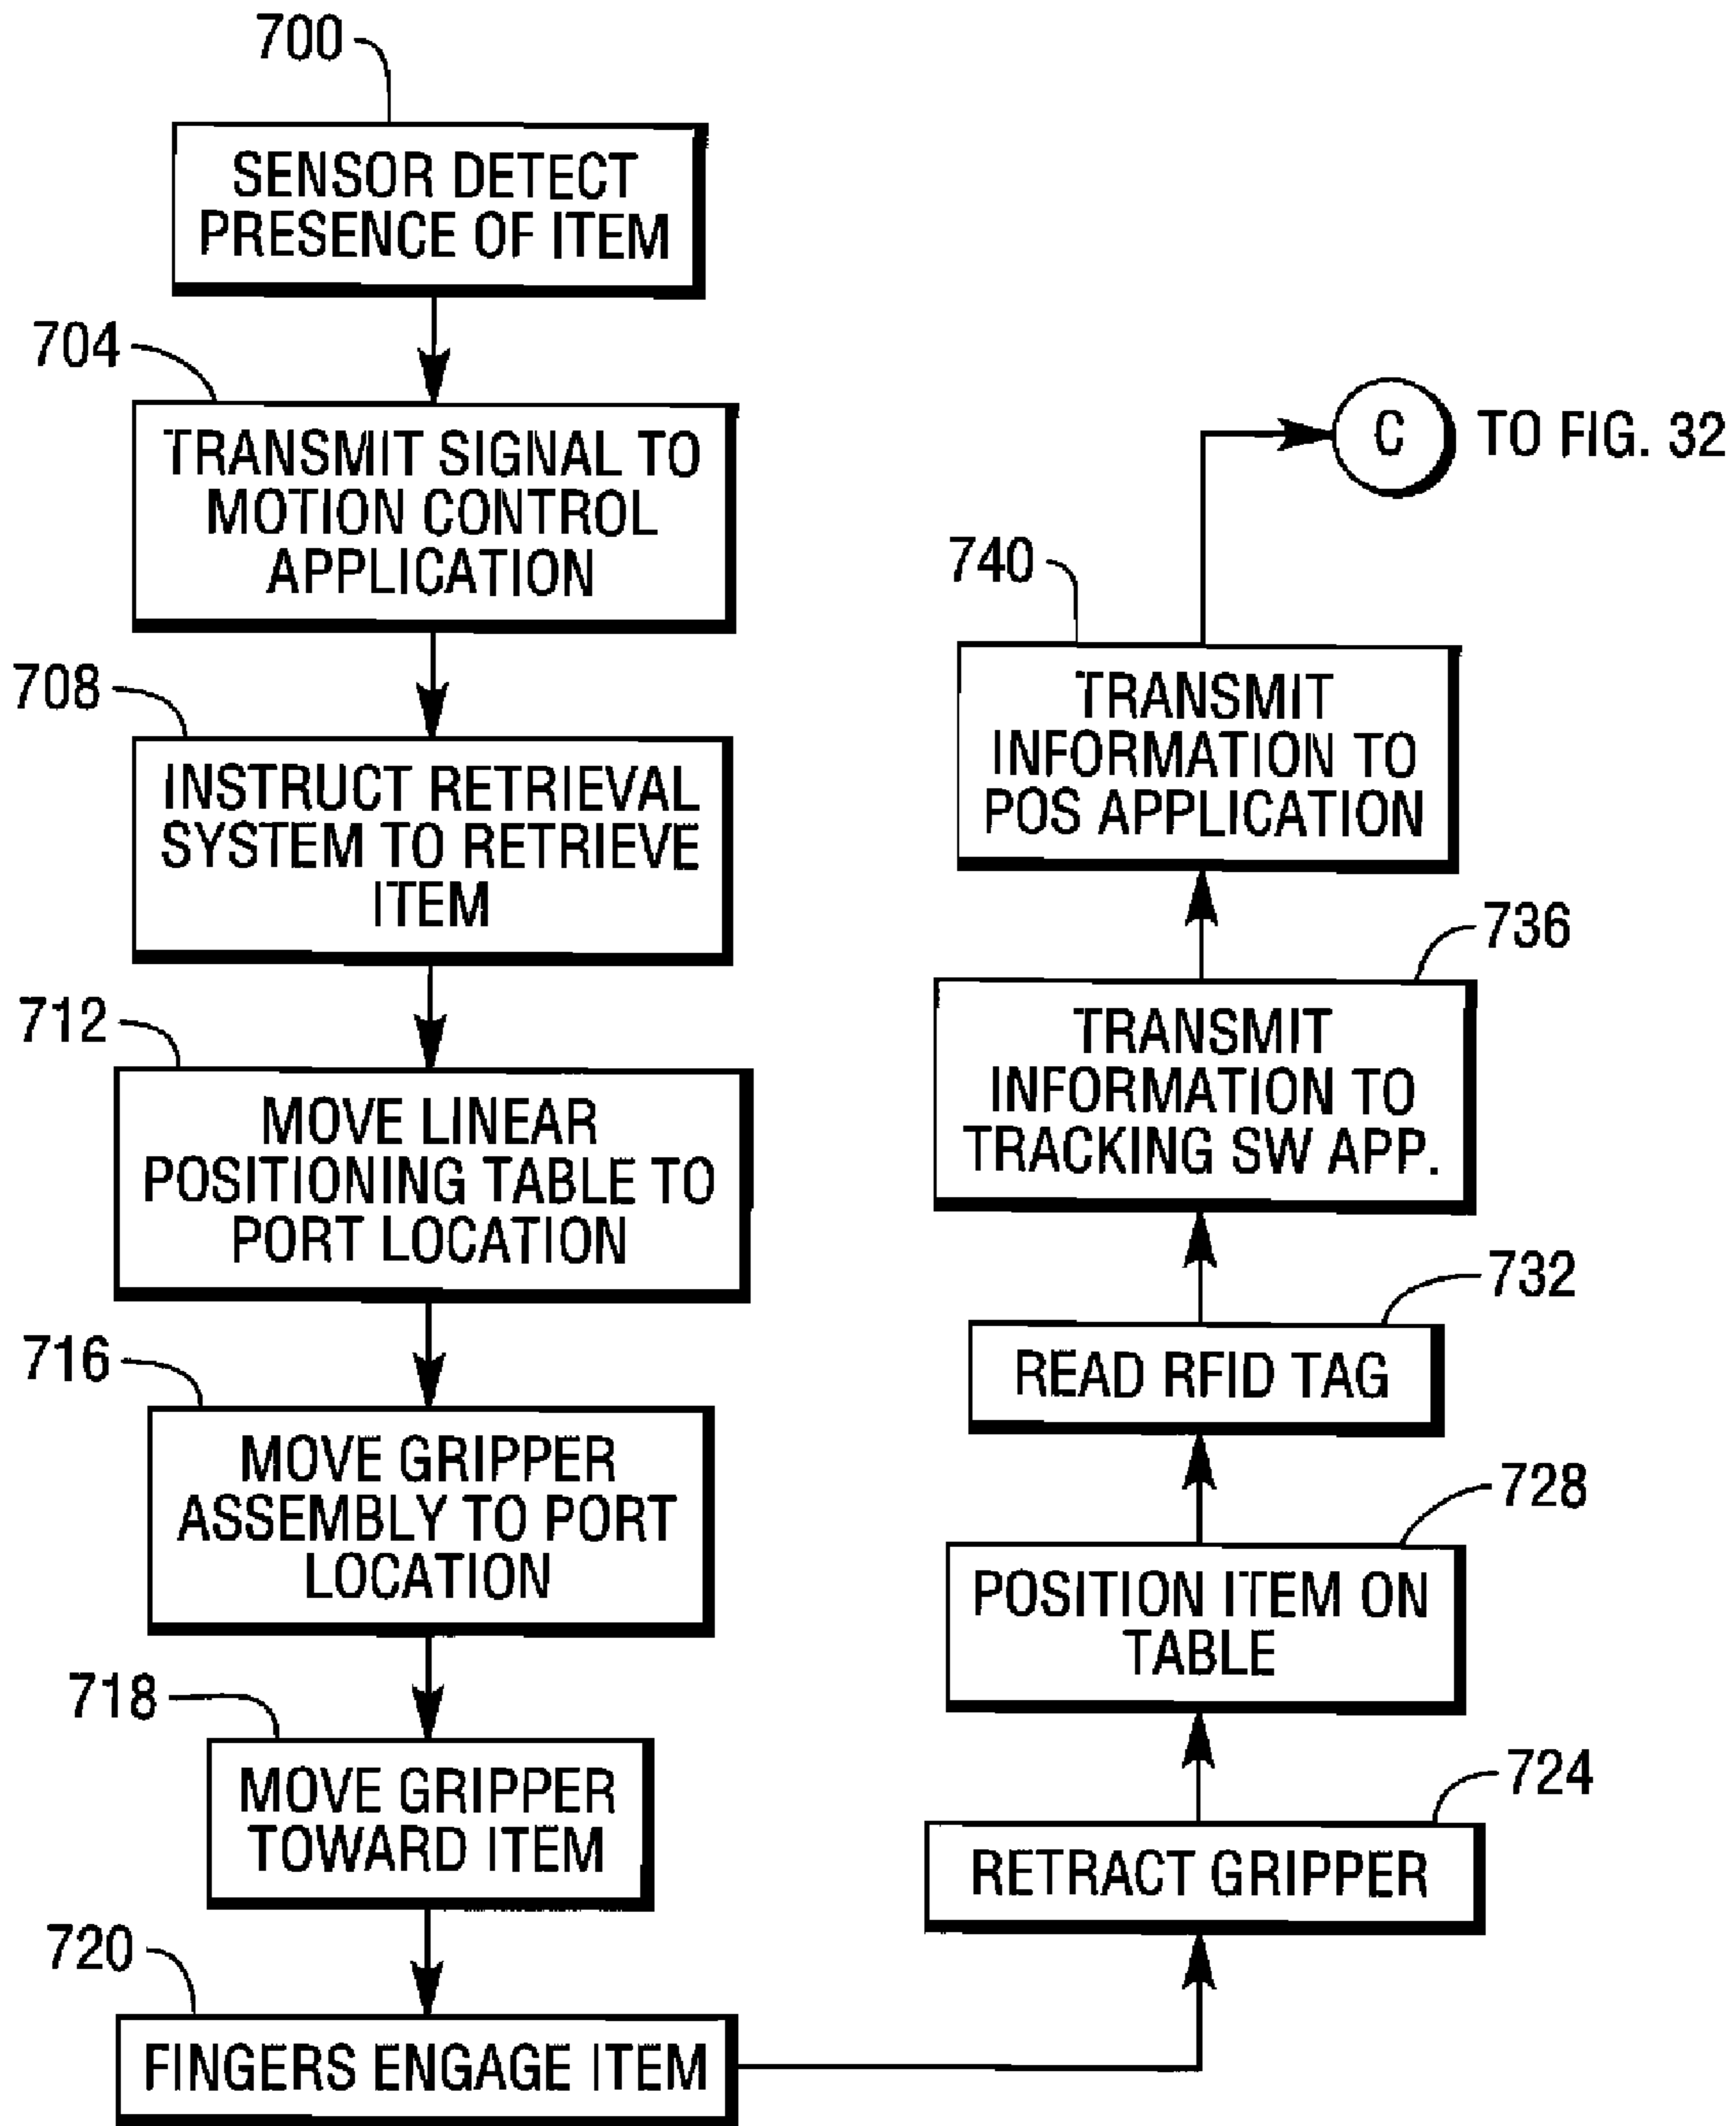 700
SENSOR DETECT
PRESENCE OF ITEM
704
TRANSMIT SIGNAL TO
MOTION CONTROL
APPLICATION
708
INSTRUCT RETRIEVAL
SYSTEM TO RETRIEVE
ITEM
712
MOVE LINEAR
POSITIONING TABLE TO
PORT LOCATION
716
MOVE GRIPPER
ASSEMBLY TO PORT
LOCATION
718
MOVE GRIPPER
TOWARD ITEM
720
FINGERS ENGAGE ITEM
724
RETRACT GRIPPER
728
POSITION ITEM ON
TABLE
732
READ RFID TAG
736
TRANSMIT
INFORMATION TO
TRACKING SW APP.
740
TRANSMIT
INFORMATION TO
POS APPLICATION
C TO FIG. 32